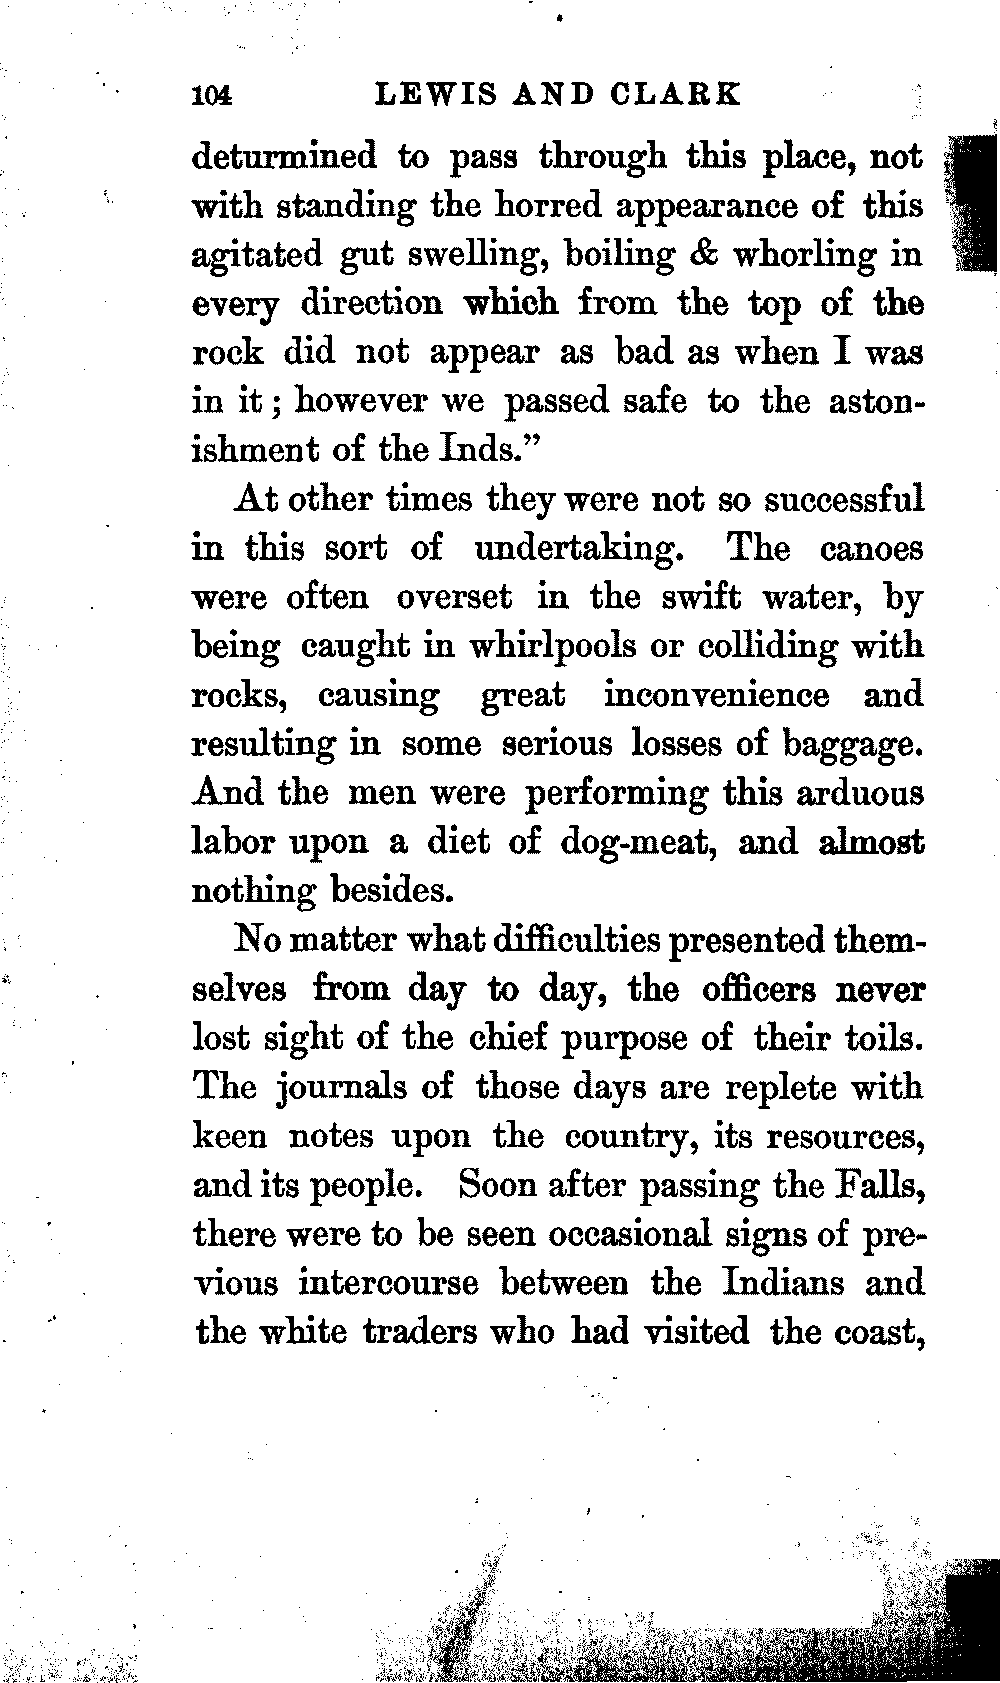 104 LEWIS AND CLARK
deturmined to pass through this place, not
with standing the horred appearance of this
agitated gut swelling, boiling & whorling in
every direction which from the top of the
rock did not appear as bad as when I was
in it; however we passed safe to the aston-
ishment of the Inds.”
At other times they were not so successful
in this sort of undertaking. The canoes
were often overset in the swift water, by
being caught in whirlpools or colliding with
rocks, causing great inconvenience and
resulting in some serious losses of baggage.
And the men were performing this arduous
labor upon a diet of dog-meat, and almost
nothing besides.
No matter what difficulties presented them-
selves from day to day, the officers never
lost sight of the chief purpose of their toils.
The journals of those days are replete with
keen notes upon the country, its resources,
and its people. Soon after passing the Falls,
there were to be seen occasional signs of pre-
vious intercourse between the Indians and
the white traders who had visited the coast,